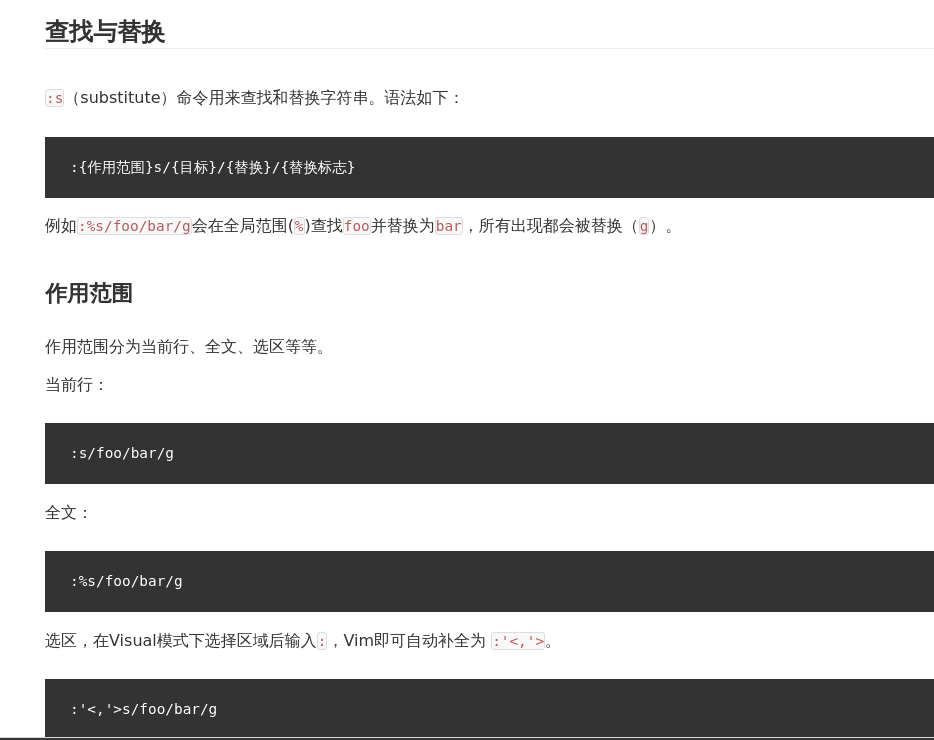 查找与替换
:s（substitute）命令用来查找和替换字符串。语法如下：
:{作用范围}s/{目标}/{替换}/{替换标志}
例如:%s/foo/bar/g会在全局范围(%)查找foo并替换为bar，所有出现都会被替换（g）。
作用范围
作用范围分为当前行、全文、选区等等。
当前行：
:s/foo/bar/g
全文：
:%s/foo/bar/g
选区，在Visual模式下选择区域后输入:，Vim即可自动补全为 :'<,'>。
:'<,'>s/foo/bar/g